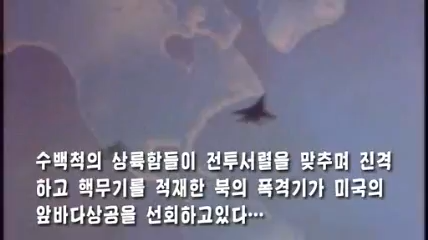 수백척의 상륙함들이 전투서렬을 맞추며 진격
하고 핵무기를 적재한 북의 폭격기가 미국의
앞바다상공을 선회하고있다…